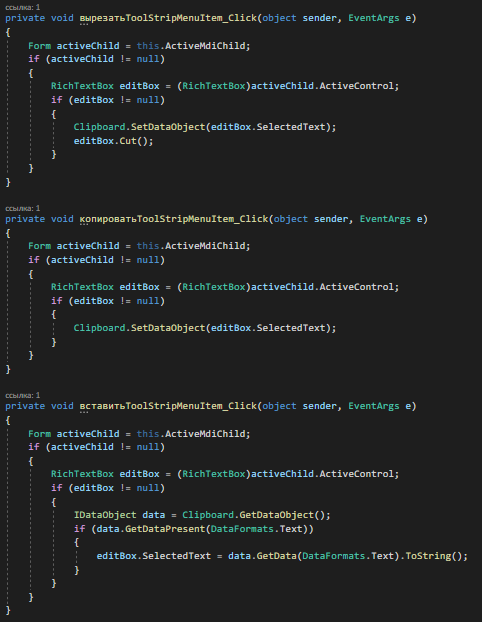 ссылка: 1
private void вырезатьToolStripMenuItem_Click(object sender, EventArgs e)
{
Form activeChild = this.ActiveMdiChild;
if (activeChild != null)
{
RichTextBox editBox = (RichTextBox)activeChild.ActiveControl;
if (editBox != null)
{
Clipboard.SetDataObject(editBox.SelectedText);
editBox.Cut();
}
}
}
ссылка: 1
private void копироватьToolStripMenuItem_Click(object sender, EventArgs e)
{
Form activeChild = this.ActiveMdiChild;
if (activeChild != null)
{
RichTextBox editBox = (RichTextBox)activeChild.ActiveControl;
if (editBox != null)
{
Clipboard.SetDataObject(editBox.SelectedText);
}
}
}
ссылка: 1
private void вставитьToolStripMenuItem_Click(object sender, EventArgs e)
{
Form activeChild = this.ActiveMdiChild;
if (activeChild != null)
{
RichTextBox editBox = (RichTextBox)activeChild.ActiveControl;
if (editBox != null)
{
IDataObject data = Clipboard.GetDataObject();
if (data.GetDataPresent(DataFormats.Text))
{
editBox.SelectedText = data.GetData(DataFormats.Text).ToString();
}
}
}
}